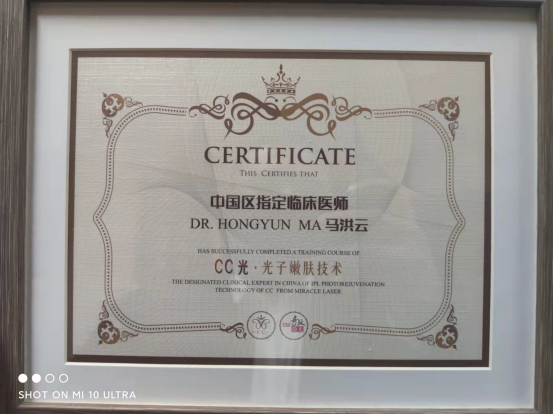 CERTIFICATE
THIS CERTIFIES THAT
中国区指定临床医师
DR. HONGYUN MA 马洪云
HAS SUCCESSFULLY COMPLETED A TRAINING COURSE OF
CC光·光子嫩肤技术
THE DESIGNATED CLINICAL EXPERT IN CHINA OF IPL PHOTOREJUVENATION
TECHNOLOGY OF CC FROM MIRACLE LASER
SHOT ON MI 10 ULTRA